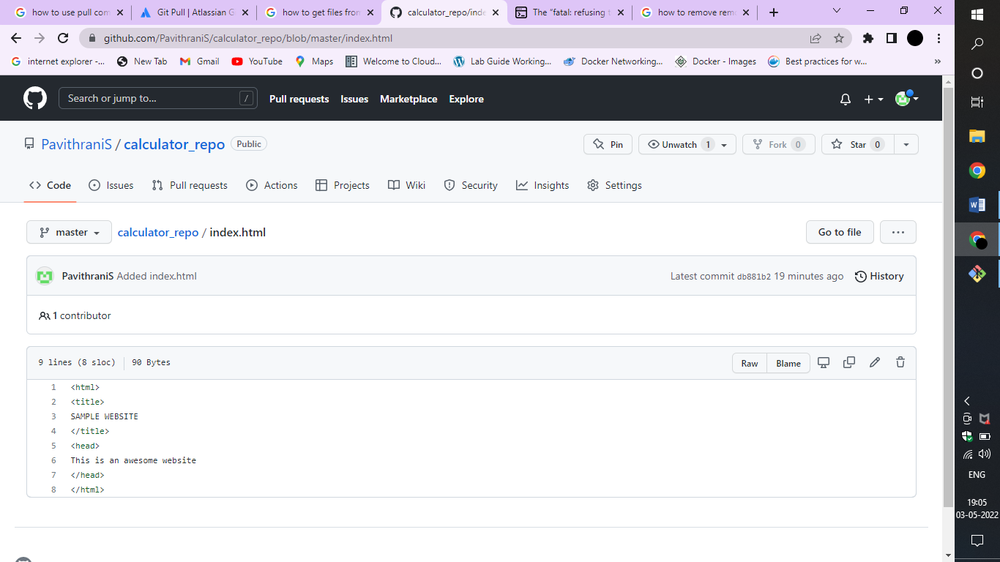 how to use pull com
Git Pull | Atlassian G
how to get files from
calculator_repo/inde
The "fatal: refusing t
how to remove rem
github.com/PavithraniS/calculator_repo/blob/master/index.html
internet explorer -...
New Tab
Gmail
YouTube
Maps
Welcome to Cloud...
Lab Guide Working...
Docker Networking...
Docker - Images
Best practices for w...
»
Search or jump to...
/
Pull requests
Issues
Marketplace
Explore
PavithraniS / calculator_repo Public
Pin
Unwatch 1
Fork 0
Star 0
Code
Issues
Pull requests
Actions
Projects
Wiki
Security
Insights
Settings
master
calculator_repo / index.html
Go to file
...
PavithraniS Added index.html
Latest commit db881b2 19 minutes ago
History
1 contributor
9 lines (8 sloc) 90 Bytes
Raw
Blame
1 <html>
2 <title>
3 SAMPLE WEBSITE
4 </title>
5 <head>
6 This is an awesome website
7 </head>
8 </html>
ENG
19:05
03-05-2022